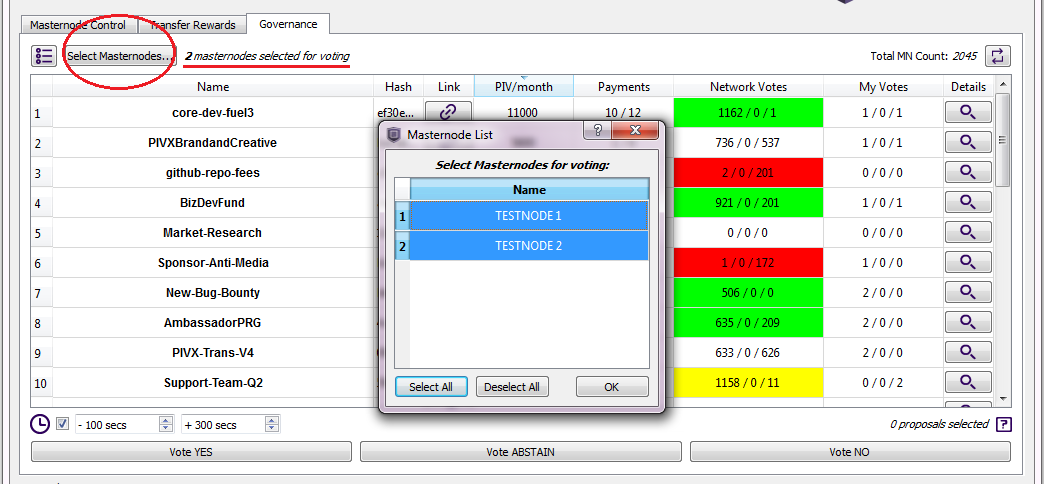 Masternode Control Transfer Rewards Governance
Select Masternodes... 2 masternodes selected for voting Total MN Count: 2045
Name Hash Link PIV/month Payments Network Votes My Votes Details
1 core-dev-fuel3 ef30e... 11000 10 / 12 1162 / 0 / 1 1 / 0 / 1
2 PIVXBrandandCreative 736 / 0 / 537 1 / 0 / 1
3 github-repo-fees 2 / 0 / 201 0 / 0 / 0
4 BizDevFund 921 / 0 / 201 1 / 0 / 1
5 Market-Research 0 / 0 / 0 0 / 0 / 0
6 Sponsor-Anti-Media 1 / 0 / 172 0 / 0 / 0
7 New-Bug-Bounty 506 / 0 / 0 2 / 0 / 0
8 AmbassadorPRG 635 / 0 / 209 2 / 0 / 0
9 PIVX-Trans-V4 633 / 0 / 626 2 / 0 / 0
10 Support-Team-Q2 1158 / 0 / 11 0 / 0 / 2
Masternode List ?
Select Masternodes for voting:
Name
1 TESTNODE 1
2 TESTNODE 2
Select All Deselect All OK
- 100 secs + 300 secs 0 proposals selected ?
Vote YES Vote ABSTAIN Vote NO